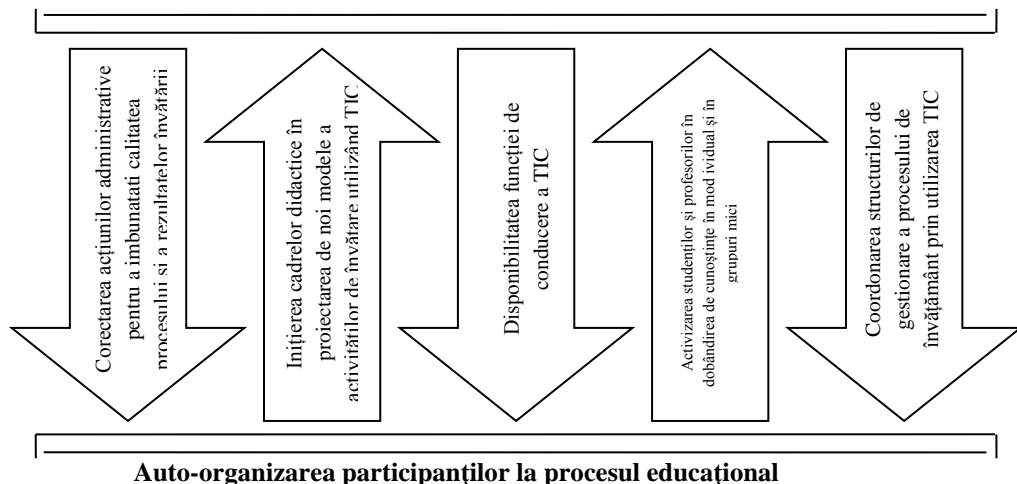 Corectarea acțiunilor administrative
pentru a imbunatati calitatea
procesului și a rezultatelor învățării
Inițierea cadrelor didactice în
proiectarea de noi modele a
activităților de învățare utilizând TIC
Disponibilitatea funcției de
conducere a TIC
Activizarea studenților și profesorilor în
dobândirea de cunoștințe în mod ividual și în
grupuri mici
Coordonarea structurilor de
gestionare a procesului de
învățământ prin utilizarea TIC
Auto-organizarea participanților la procesul educațional